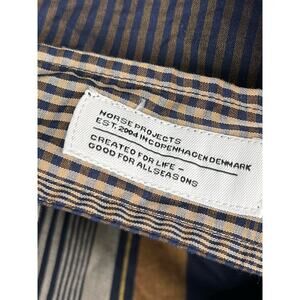 NORSE PROJECTS
EST. 2004 IN COPENHAGEN DENMARK
CREATED FOR LIFE –
GOOD FOR ALL SEASONS